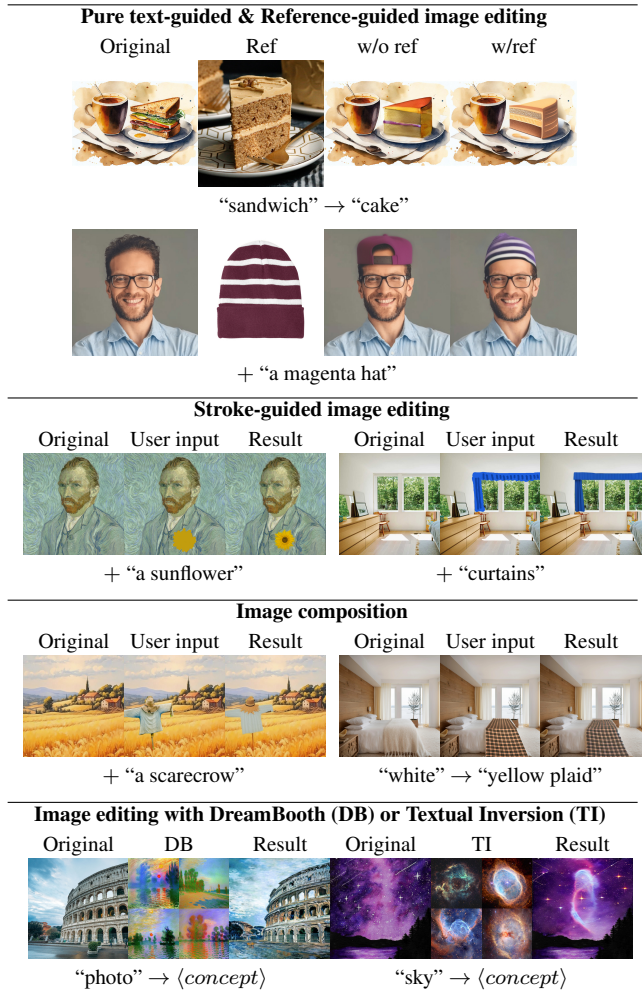 Pure text-guided & Reference-guided image editing
Original Ref w/o ref w/ref
“sandwich” → “cake”
+ “a magenta hat”
Stroke-guided image editing
Original User input Result Original User input Result
+ “a sunflower” + “curtains”
Image composition
Original User input Result Original User input Result
+ “a scarecrow” “white” → “yellow plaid”
Image editing with DreamBooth (DB) or Textual Inversion (TI)
Original DB Result Original TI Result
“photo” → ⟨concept⟩ “sky” → ⟨concept⟩